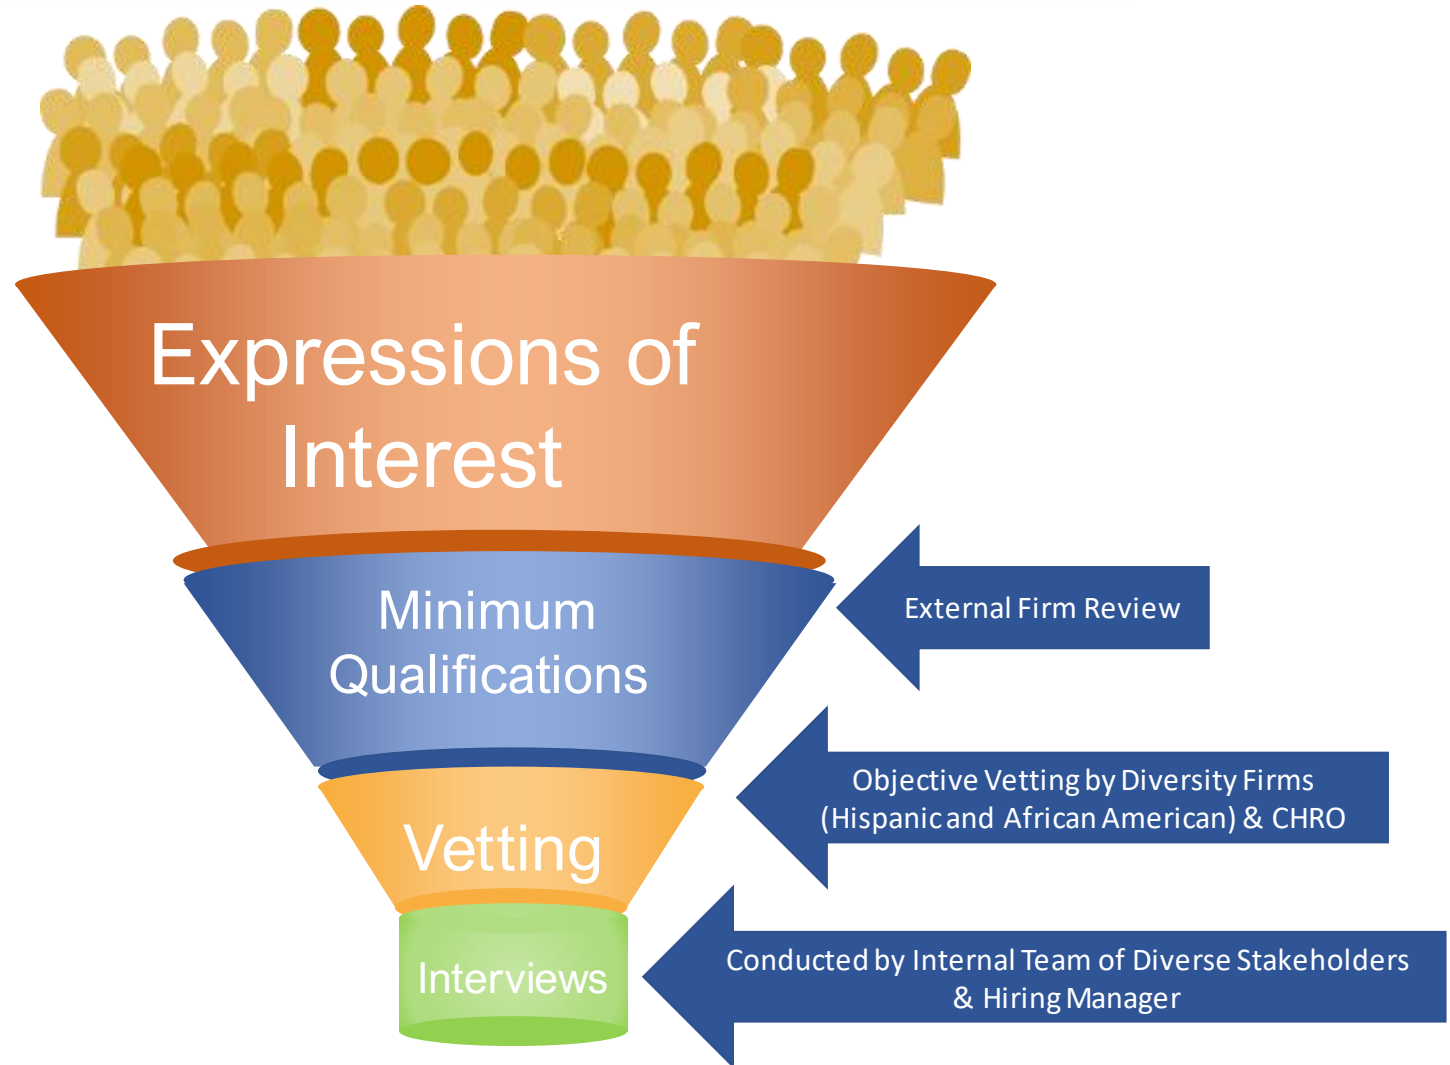 Expressions of
Interest
Minimum
Qualifications
External Firm Review
Objective Vetting by Diversity Firms
(Hispanic and African American) & CHRO
Vetting
Conducted by Internal Team of Diverse Stakeholders
& Hiring Manager
Interviews